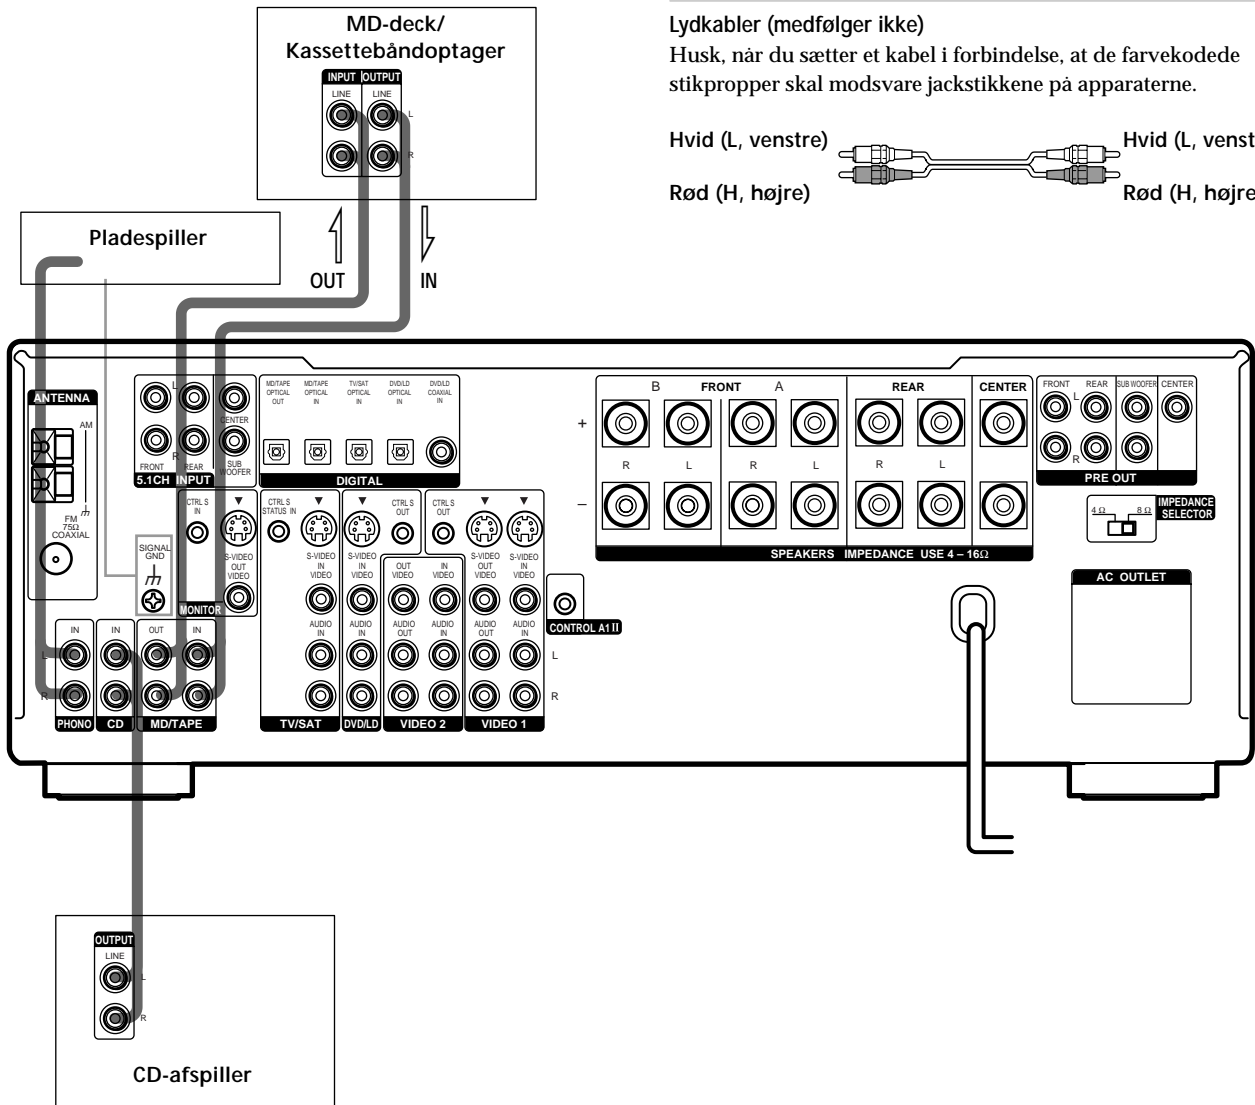 MD-deck/
Kassettebåndoptager
INPUT OUTPUT
LINE LINE
L
R
Lydkabler (medfølger ikke)
Husk, når du sætter et kabel i forbindelse, at de farvekodede
stikpropper skal modsvare jackstikkene på apparaterne.
Hvid (L, venstre)
Hvid (L, venst
Rød (H, højre)
Rød (H, højre
Pladespiller
OUT
IN
ANTENNA
AM
FM
75Ω
COAXIAL
L
R
CENTER
FRONT REAR SUB
WOOFER
5.1CH INPUT
MD/TAPE
OPTICAL
OUT
MD/TAPE
OPTICAL
IN
TV/SAT
OPTICAL
IN
DVD/LD
OPTICAL
IN
DVD/LD
COAXIAL
IN
DIGITAL
B FRONT A
REAR
CENTER
+
R L R L R L
–
SPEAKERS IMPEDANCE USE 4 – 16Ω
FRONT REAR SUB WOOFER CENTER
L
R
PRE OUT
4 Ω 8 Ω
IMPEDANCE
SELECTOR
AC OUTLET
SIGNAL
GND
CTRL S
IN
S-VIDEO
OUT
VIDEO
MONITOR
CTRL S
STATUS IN
S-VIDEO
IN
VIDEO
AUDIO
IN
TV/SAT
S-VIDEO
IN
VIDEO
AUDIO
IN
DVD/LD
CTRL S
OUT
OUT
VIDEO
AUDIO
OUT
CTRL S
OUT
IN
VIDEO
AUDIO
IN
VIDEO 2
S-VIDEO
OUT
VIDEO
AUDIO
OUT
S-VIDEO
IN
VIDEO
AUDIO
IN
VIDEO 1
L
R
CONTROL A1 II
IN IN OUT IN
L
R
PHONO CD MD/TAPE
OUTPUT
LINE
L
R
CD-afspiller